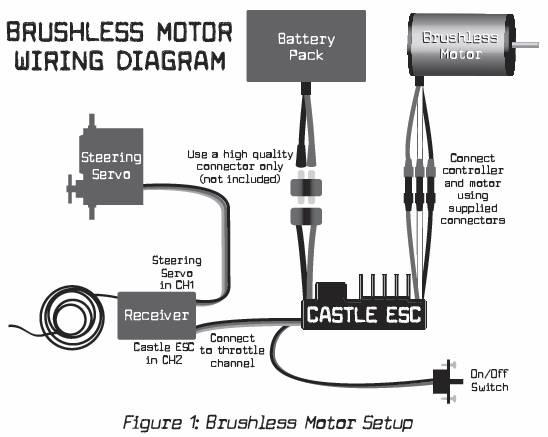 BRUSHLESS MOTOR
WIRING DIAGRAM
Battery
Pack
Brushless
Motor
Steering
Servo
Use a high quality
connector only
(not included)
Connect
controller
and motor
using
supplied
connectors
Steering
Servo
in CH1
Receiver
CASTLE ESC
Castle ESC
in CH2
Connect
to throttle
channel
On/Off
Switch
Figure 1: Brushless Motor Setup